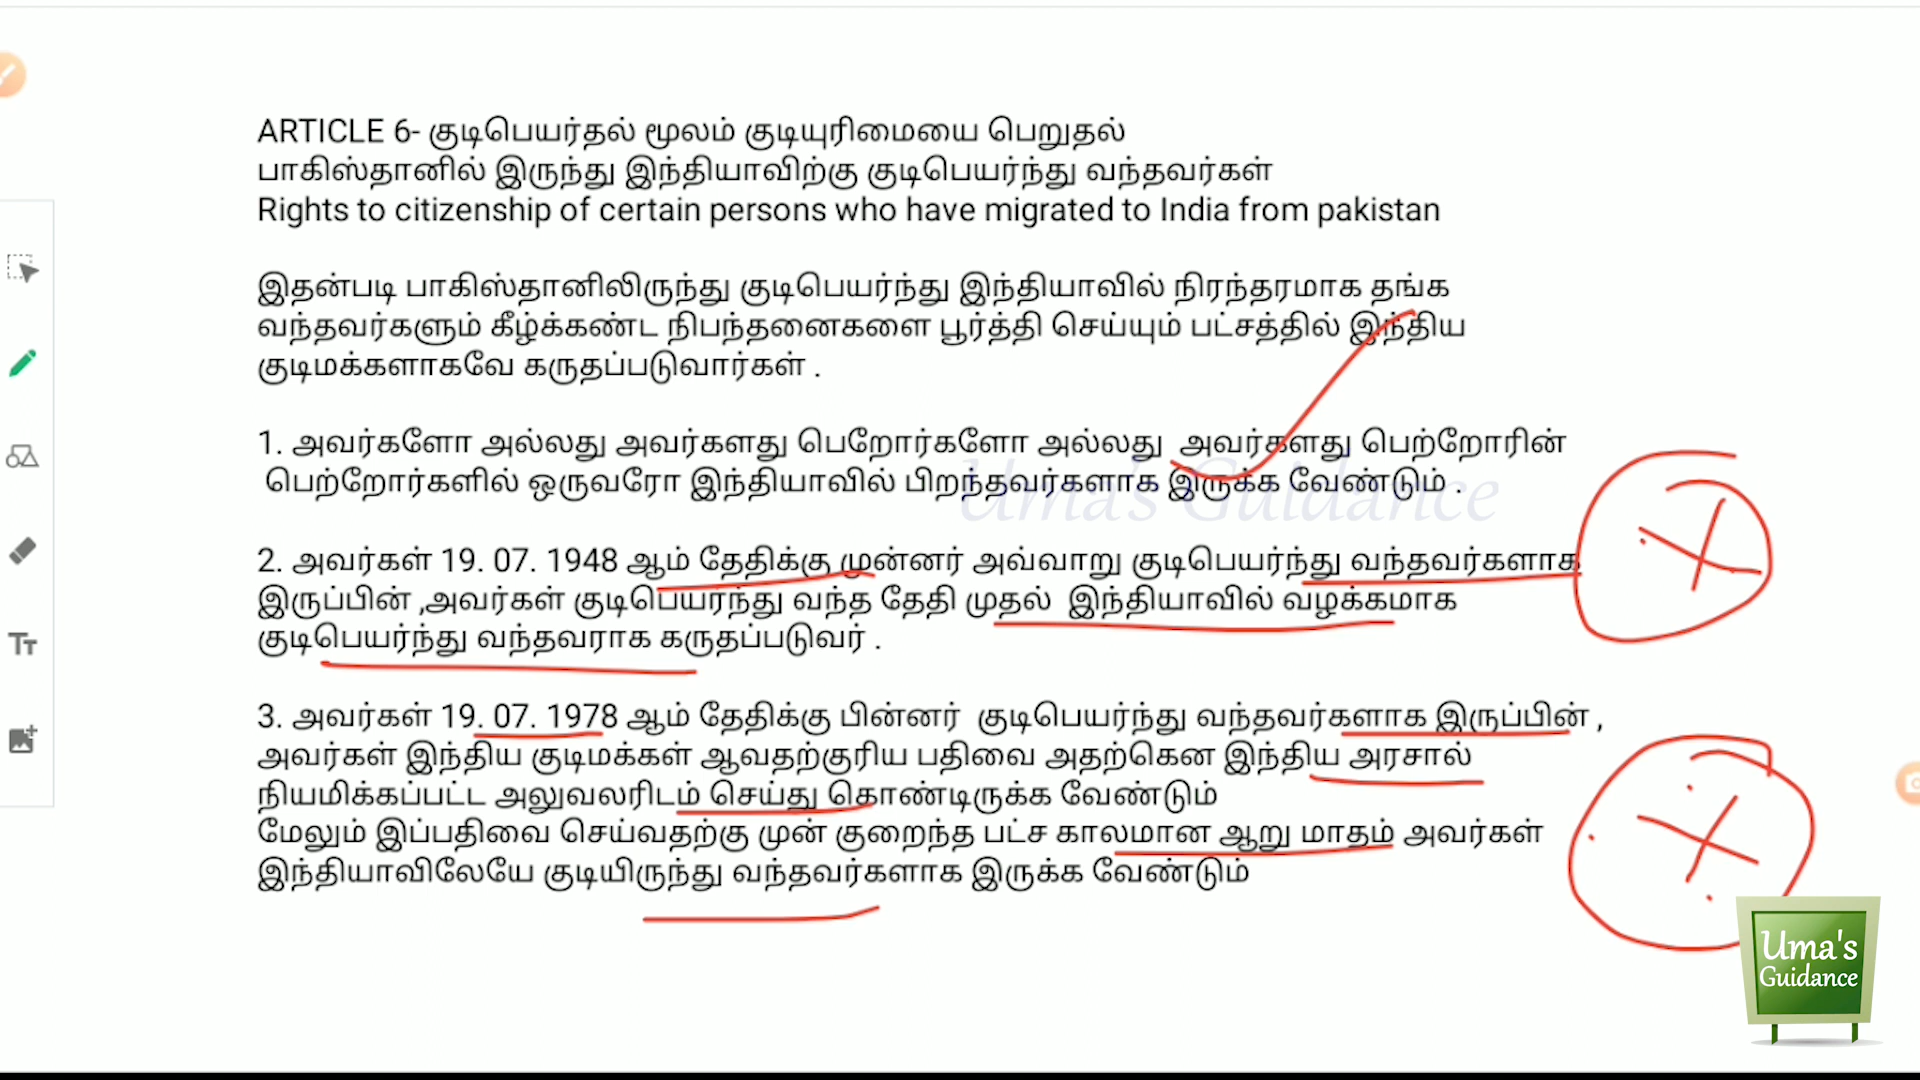 ARTICLE 6- குடிபெயர்தல் மூலம் குடியுரிமையை பெறுதல்
பாகிஸ்தானில் இருந்து இந்தியாவிற்கு குடிபெயர்ந்து வந்தவர்கள்
Rights to citizenship of certain persons who have migrated to India from pakistan
இதன்படி பாகிஸ்தானிலிருந்து குடிபெயர்ந்து இந்தியாவில் நிரந்தரமாக தங்க
வந்தவர்களும் கீழ்க்கண்ட நிபந்தனைகளை பூர்த்தி செய்யும் பட்சத்தில் இந்திய
குடிமக்களாகவே கருதப்படுவார்கள் .
1. அவர்களோ அல்லது அவர்களது பெறோர்களோ அல்லது அவர்களது பெற்றோரின்
பெற்றோர்களில் ஒருவரோ இந்தியாவில் பிறந்தவர்களாக இருக்க வேண்டும் .
Uma's Guidance
2. அவர்கள் 19. 07. 1948 ஆம் தேதிக்கு முன்னர் அவ்வாறு குடிபெயர்ந்து வந்தவர்களாக
இருப்பின் ,அவர்கள் குடிபெயரந்து வந்த தேதி முதல் இந்தியாவில் வழக்கமாக
குடிபெயர்ந்து வந்தவராக கருதப்படுவர் .
3. அவர்கள் 19. 07. 1978 ஆம் தேதிக்கு பின்னர் குடிபெயர்ந்து வந்தவர்களாக இருப்பின் ,
அவர்கள் இந்திய குடிமக்கள் ஆவதற்குரிய பதிவை அதற்கென இந்திய அரசால்
நியமிக்கப்பட்ட அலுவலரிடம் செய்து கொண்டிருக்க வேண்டும்
மேலும் இப்பதிவை செய்வதற்கு முன் குறைந்த பட்ச காலமான ஆறு மாதம் அவர்கள்
இந்தியாவிலேயே குடியிருந்து வந்தவர்களாக இருக்க வேண்டும்
Uma's
Guidance
Tт